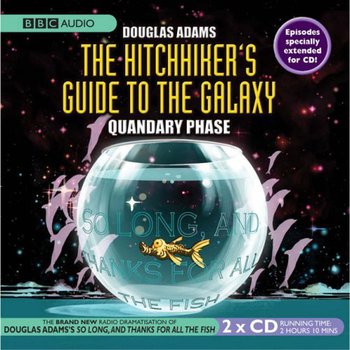 BBC AUDIO
DOUGLAS ADAMS
THE HITCHHIKER'S
GUIDE TO THE GALAXY
QUANDARY PHASE
Episodes
specially
extended
for CD!
SO LONG, AND
THANKS FOR ALL
THE FISH
THE BRAND NEW RADIO DRAMATISATION OF
DOUGLAS ADAMS'S SO LONG, AND THANKS FOR ALL THE FISH
2 x CD
RUNNING TIME:
2 HOURS 10 MINS